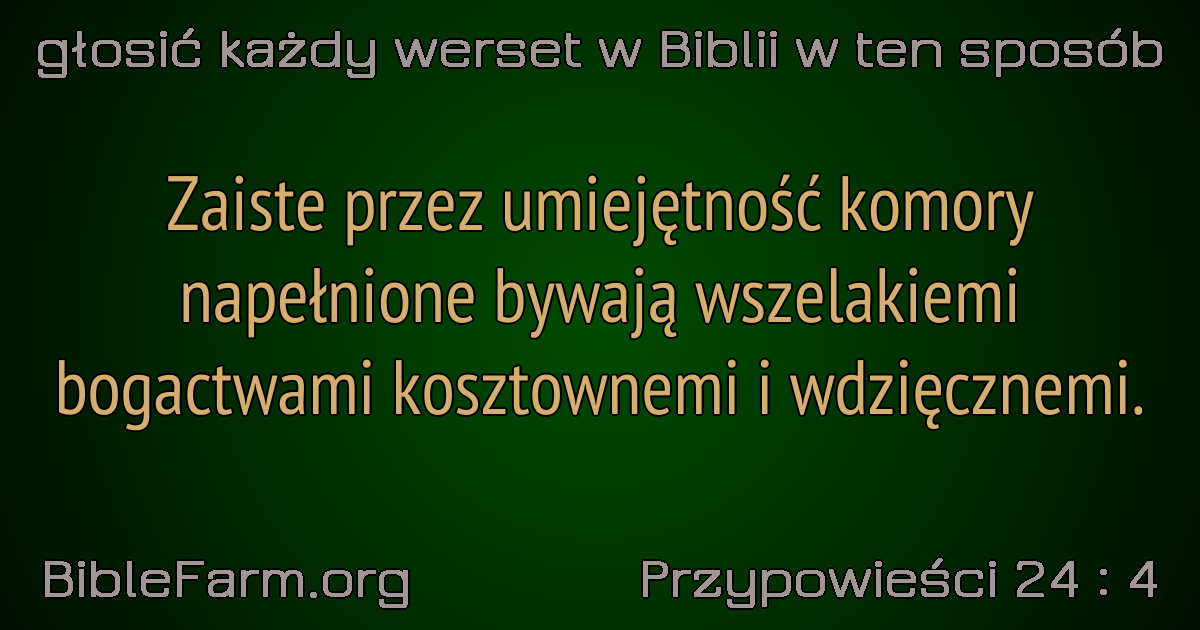 głosić każdy werset w Biblii w ten sposób
Zaiste przez umiejętność komory
napełnione bywają wszelakiemi
bogactwami kosztownemi i wdzięcznemi.
BibleFarm.org
Przypowieści 24 : 4